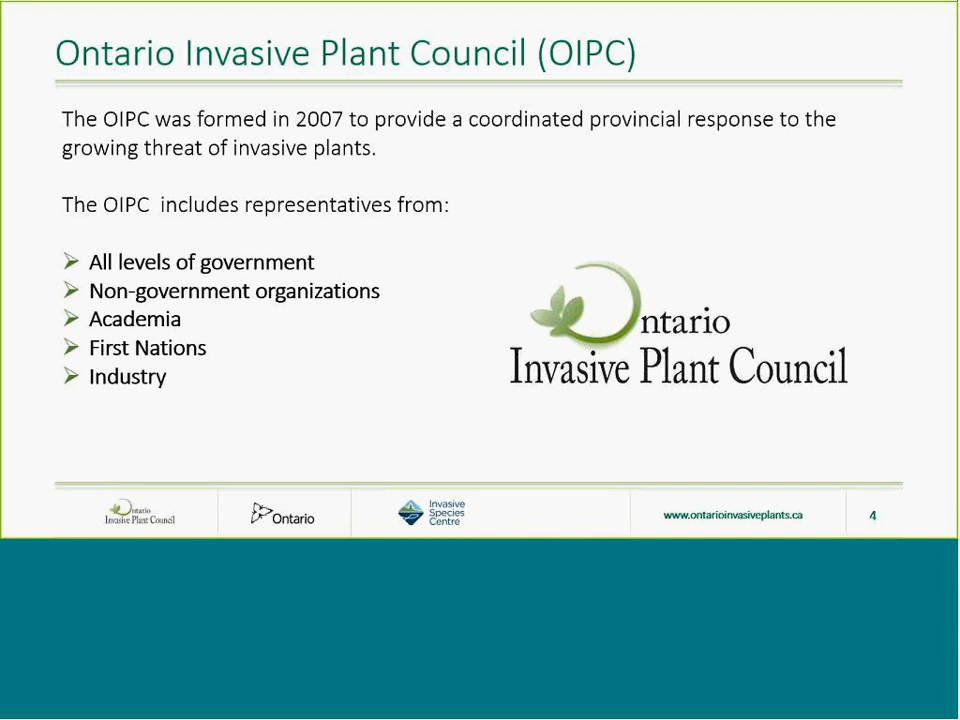 Ontario Invasive Plant Council (OIPC)
The OIPC was formed in 2007 to provide a coordinated provincial response to the
growing threat of invasive plants.
The OIPC includes representatives from:
All levels of government
Non-government organizations
Academia
First Nations
Industry
Ontario
Invasive Plant Council
Ontario
Invasive Plant Council
Ontario
Invasive
Species
Centre
www.ontarioinvasiveplants.ca
4